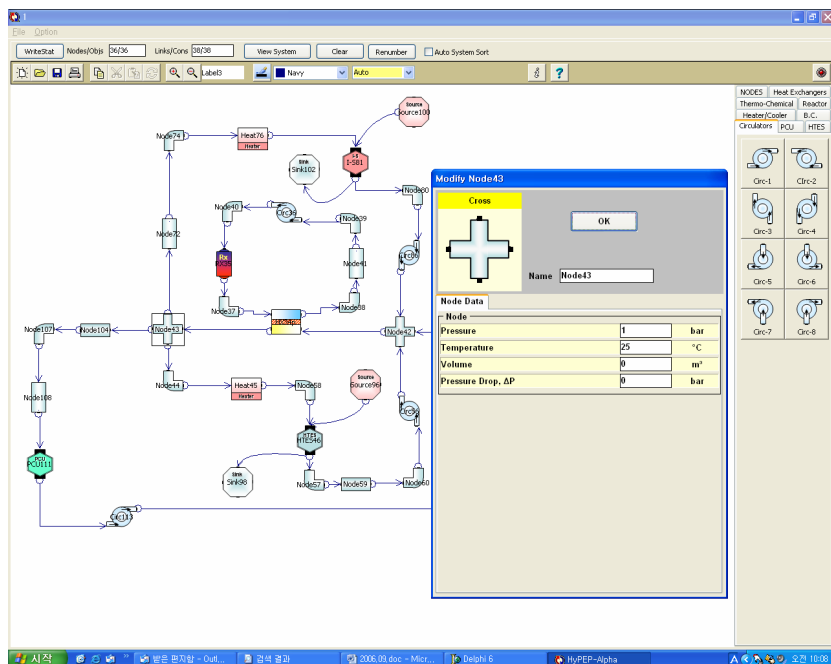 1
File Option
WriteStat Nodes/Objs 36/36 Links/Cons 38/38 View System Clear Renumber Auto System Sort
Label3 Navy Auto ?
NODES Heat Exchangers
Thermo-Chemical Reactor
Heater/Cooler B.C.
Circulators PCU HTES
Circ-1 Circ-2
Circ-3 Circ-4
Circ-5 Circ-6
Circ-7 Circ-8
Source
Source100
Node74
Heat76
Heater
I-S
I-S81
Sink
Sink102
Node80
Node40
Circ36
Node39
Node72
Rx
Node41
Node37
Node38
Node107
Node104
Node43
Node42
Node44
Heat45
Heater
Node58
Source
Source96
Node108
HTES
HTES46
PCU
PCU111
Sink
Sink98
Node57
Node59
Node60
Circ113
Modify Node43
Cross
OK
Name Node43
Node Data
Node
Pressure 1 bar
Temperature 25 °C
Volume 0 m³
Pressure Drop, ΔP 0 bar
시작 받은 편지함 - Outl... 검색 결과 2006.09.doc - Micr... Delphi 6 HyPEP-Alpha A 오전 10:08